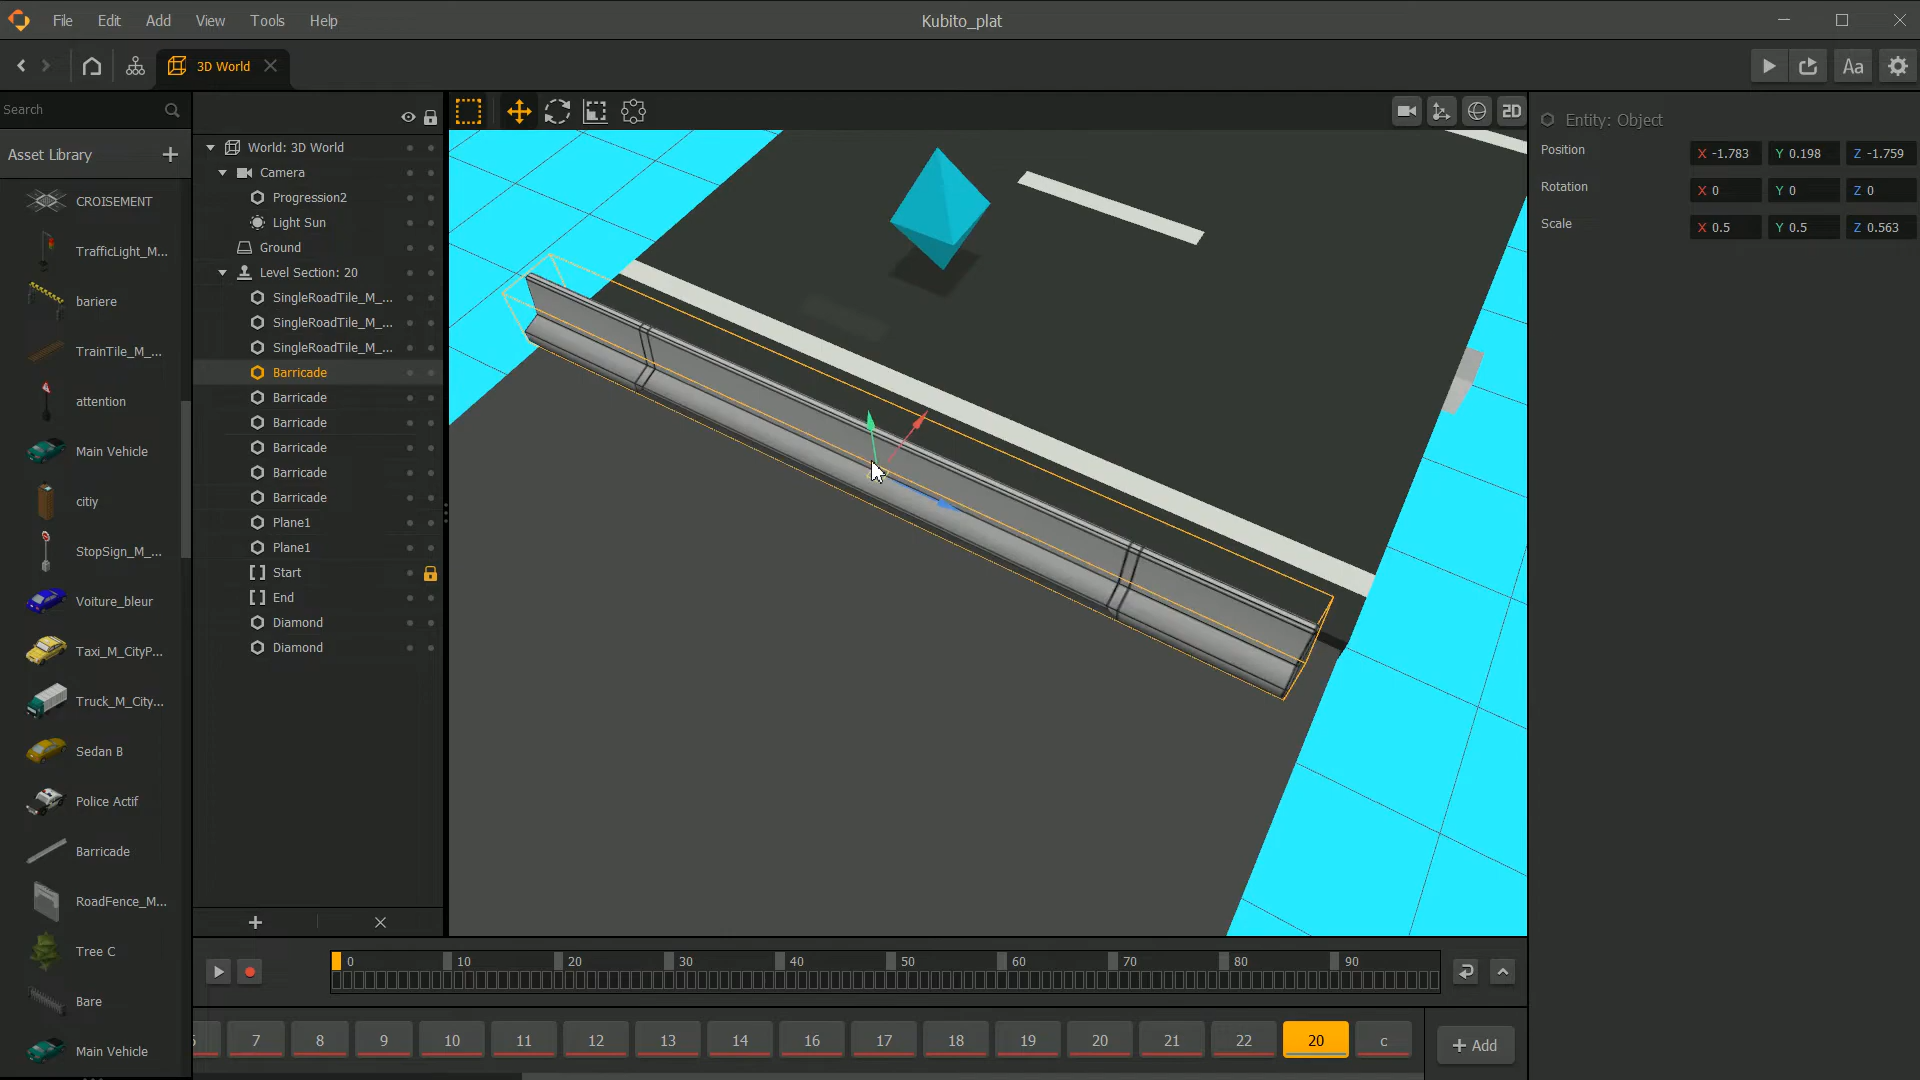 File Edit View Tools Help
Kubito_plat
3D World
Aa
Search
Asset Library
CROISEMENT
TrafficLight_M...
bariere
TrainTile_M_...
attention
Main Vehicle
citiy
StopSign_M_...
Voiture_bleur
Taxi_M_CityP...
Truck_M_City...
Sedan B
Police Actif
Barricade
RoadFence_M...
Tree C
Bare
Main Vehicle
World: 3D World
Camera
Progression2
Light Sun
Ground
Level Section: 20
SingleRoadTile_M_...
SingleRoadTile_M_...
SingleRoadTile_M_...
Barricade
Barricade
Barricade
Barricade
Barricade
Barricade
Plane1
Plane1
Start
End
Diamond
Diamond
2D
Entity: Object
Position X -1.783 Y 0.198 Z -1.759
Rotation X 0 Y 0 Z 0
Scale X 0.5 Y 0.5 Z 0.563
0 10 20 30 40 50 60 70 80 90
7 8 9 10 11 12 13 14 16 17 18 19 20 21 22 20 c
+ Add